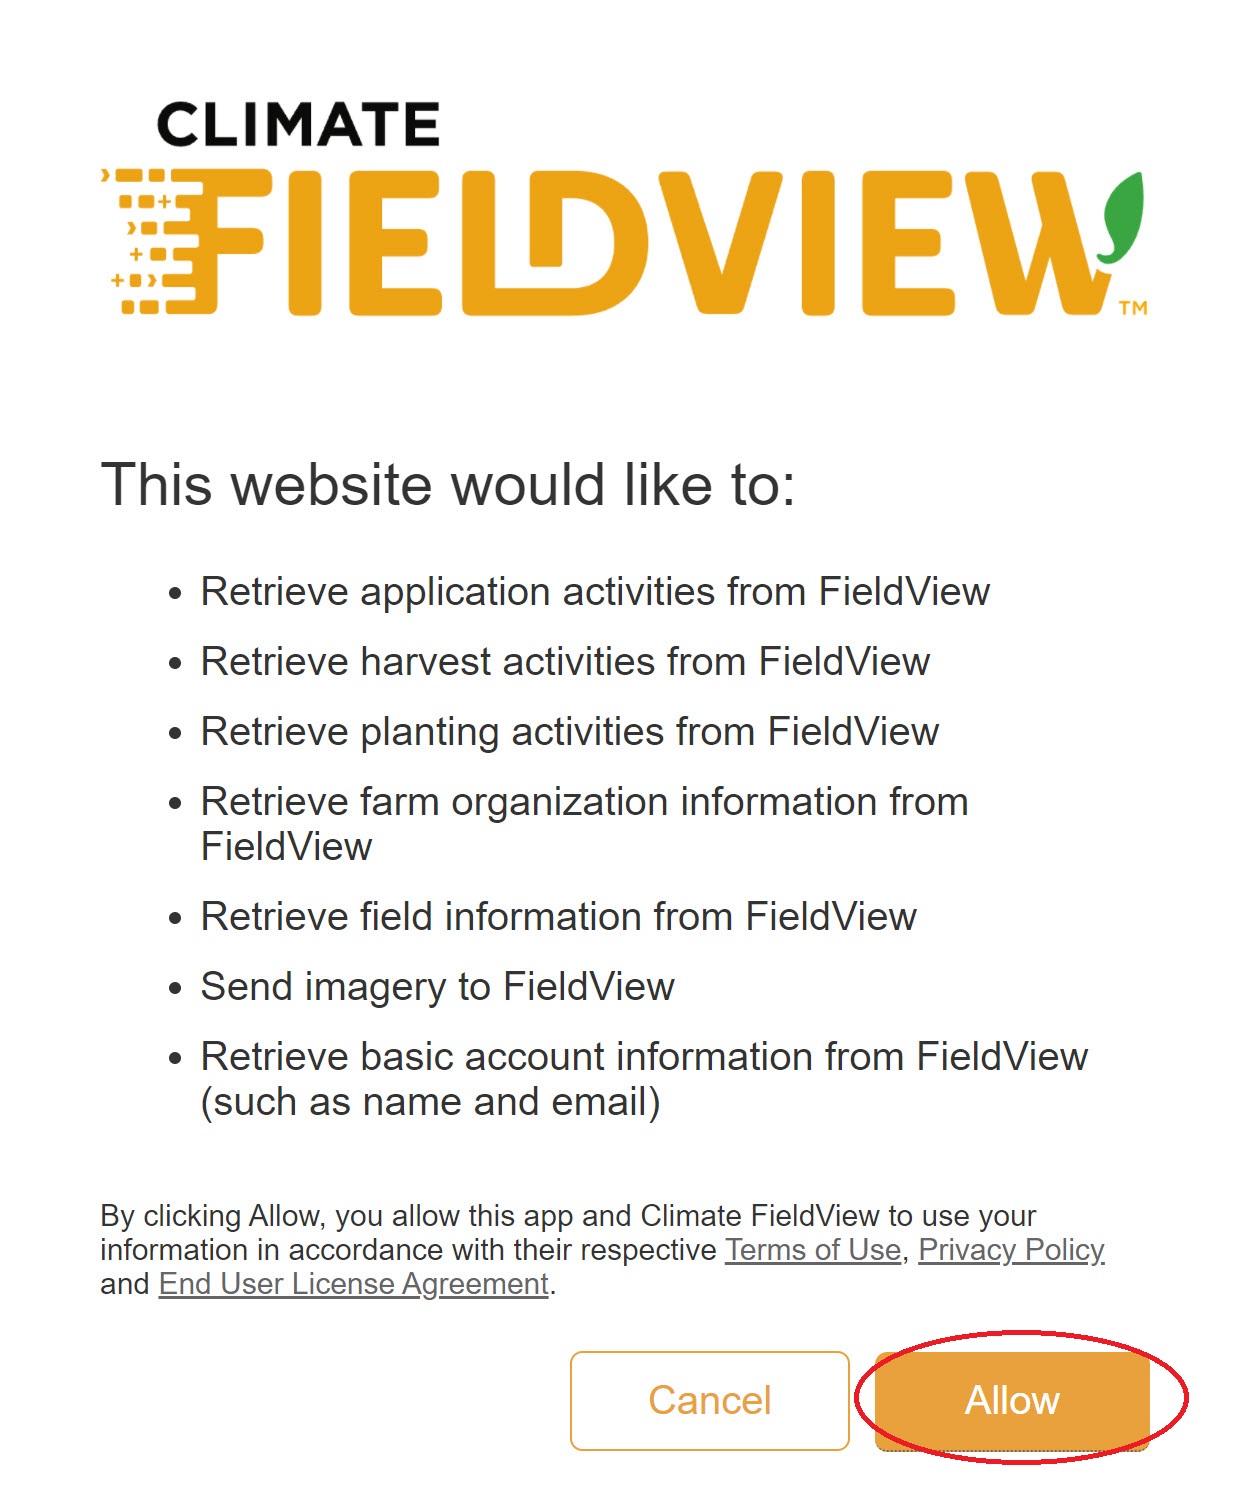 CLIMATE
FIELDVIEW™
This website would like to:
• Retrieve application activities from FieldView
• Retrieve harvest activities from FieldView
• Retrieve planting activities from FieldView
• Retrieve farm organization information from
FieldView
• Retrieve field information from FieldView
• Send imagery to FieldView
• Retrieve basic account information from FieldView
(such as name and email)
By clicking Allow, you allow this app and Climate FieldView to use your
information in accordance with their respective Terms of Use, Privacy Policy
and End User License Agreement.
Cancel Allow